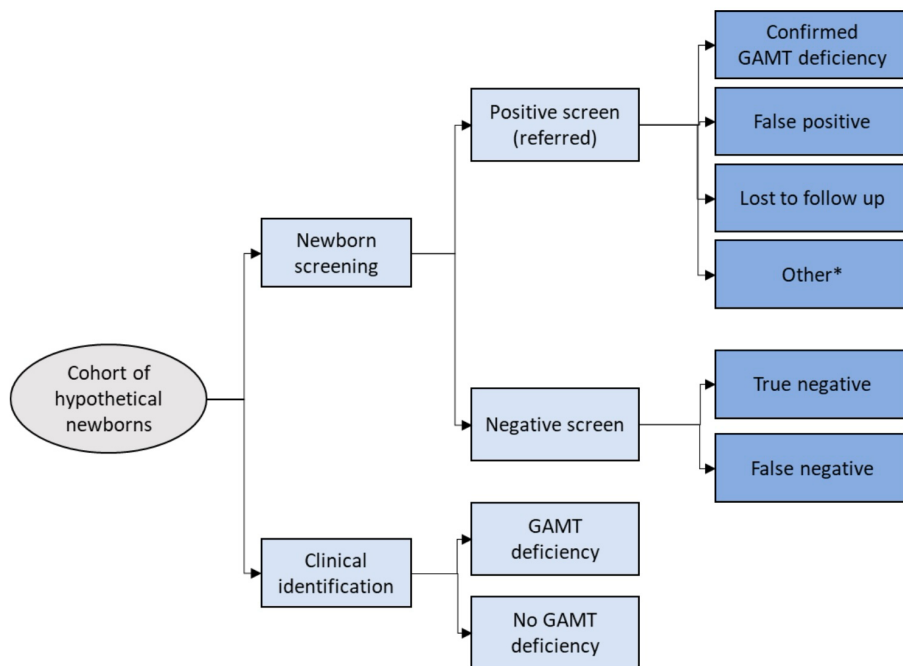 Cohort of
hypothetical
newborns
Newborn
screening
Clinical
identification
Positive screen
(referred)
Negative screen
GAMT
deficiency
No GAMT
deficiency
Confirmed
GAMT deficiency
False positive
Lost to follow up
Other*
True negative
False negative